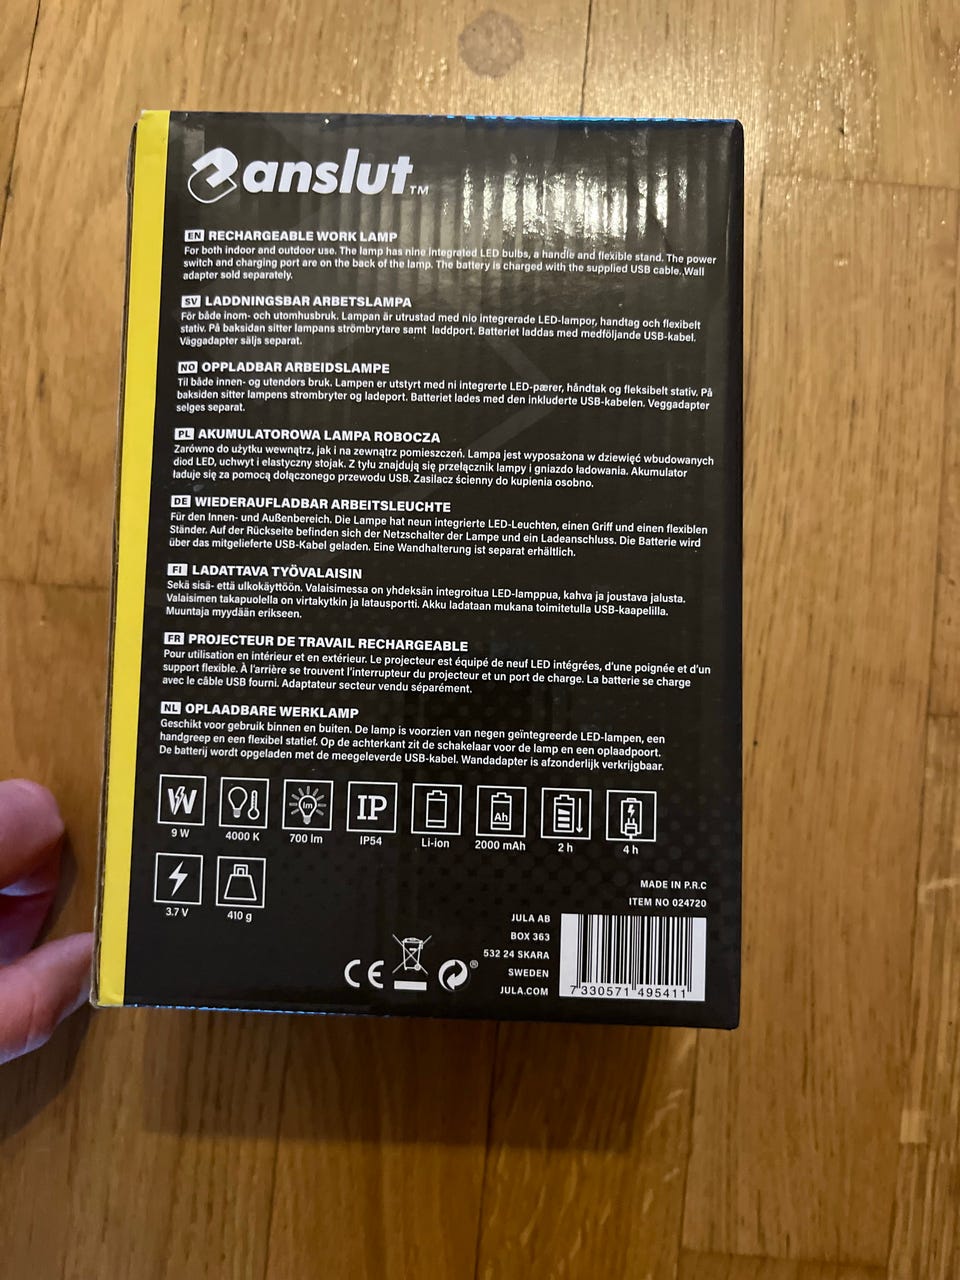 anslut™
EN RECHARGEABLE WORK LAMP
For both indoor and outdoor use. The lamp has nine integrated LED bulbs, a handle and flexible stand. The power
switch and charging port are on the back of the lamp. The battery is charged with the supplied USB cable.,Wall
adapter sold separately.
SV LADDNINGSBAR ARBETSLAMPA
För både inom- och utomhusbruk. Lampan är utrustad med nio integrerade LED-lampor, handtag och flexibelt
stativ. På baksidan sitter lampans strömbrytare samt laddport. Batteriet laddas med medföljande USB-kabel.
Väggadapter säljs separat.
NO OPPLADBAR ARBEIDSLAMPE
Til både innen- og utendørs bruk. Lampen er utstyrt med ni integrerte LED-pærer, håndtak og fleksibelt stativ. På
baksiden sitter lampens strømbryter og ladeport. Batteriet lades med den inkluderte USB-kabelen. Veggadapter
selges separat.
PL AKUMULATOROWA LAMPA ROBOCZA
Zarówno do użytku wewnątrz, jak i na zewnątrz pomieszczeń. Lampa jest wyposażona w dziewięć wbudowanych
diod LED, uchwyt i elastyczny stojak. Z tyłu znajdują się przełącznik lampy i gniazdo ładowania. Akumulator
ładuje się za pomocą dołączonego przewodu USB. Zasilacz ścienny do kupienia osobno.
DE WIEDERAUFLADBAR ARBEITSLEUCHTE
Für den Innen- und Außenbereich. Die Lampe hat neun integrierte LED-Leuchten, einen Griff und einen flexiblen
Ständer. Auf der Rückseite befinden sich der Netzschalter der Lampe und ein Ladeanschluss. Die Batterie wird
über das mitgelieferte USB-Kabel geladen. Eine Wandhalterung ist separat erhältlich.
FI LADATTAVA TYÖVALAISIN
Sekä sisä- että ulkokäyttöön. Valaisimessa on yhdeksän integroitua LED-lamppua, kahva ja joustava jalusta.
Valaisimen takapuolella on virtakytkin ja latausportti. Akku ladataan mukana toimitetulla USB-kaapelilla.
Muuntaja myydään erikseen.
FR PROJECTEUR DE TRAVAIL RECHARGEABLE
Pour utilisation en intérieur et en extérieur. Le projecteur est équipé de neuf LED intégrées, d'une poignée et d'un
support flexible. À l'arrière se trouvent l'interrupteur du projecteur et un port de charge. La batterie se charge
avec le câble USB fourni. Adaptateur secteur vendu séparément.
NL OPLAADBARE WERKLAMP
Geschikt voor gebruik binnen en buiten. De lamp is voorzien van negen geïntegreerde LED-lampen, een
handgreep en een flexibel statief. Op de achterkant zit de schakelaar voor de lamp en een oplaadpoort.
De batterij wordt opgeladen met de meegeleverde USB-kabel. Wandadapter is afzonderlijk verkrijgbaar.
W lm IP Ah
9 W 4000 K 700 lm IP54 Li-ion 2000 mAh 2 h 4 h
3.7 V 410 g
MADE IN P.R.C
ITEM NO 024720
JULA AB
BOX 363
532 24 SKARA
SWEDEN
JULA.COM
CE ®
7 330571 495411